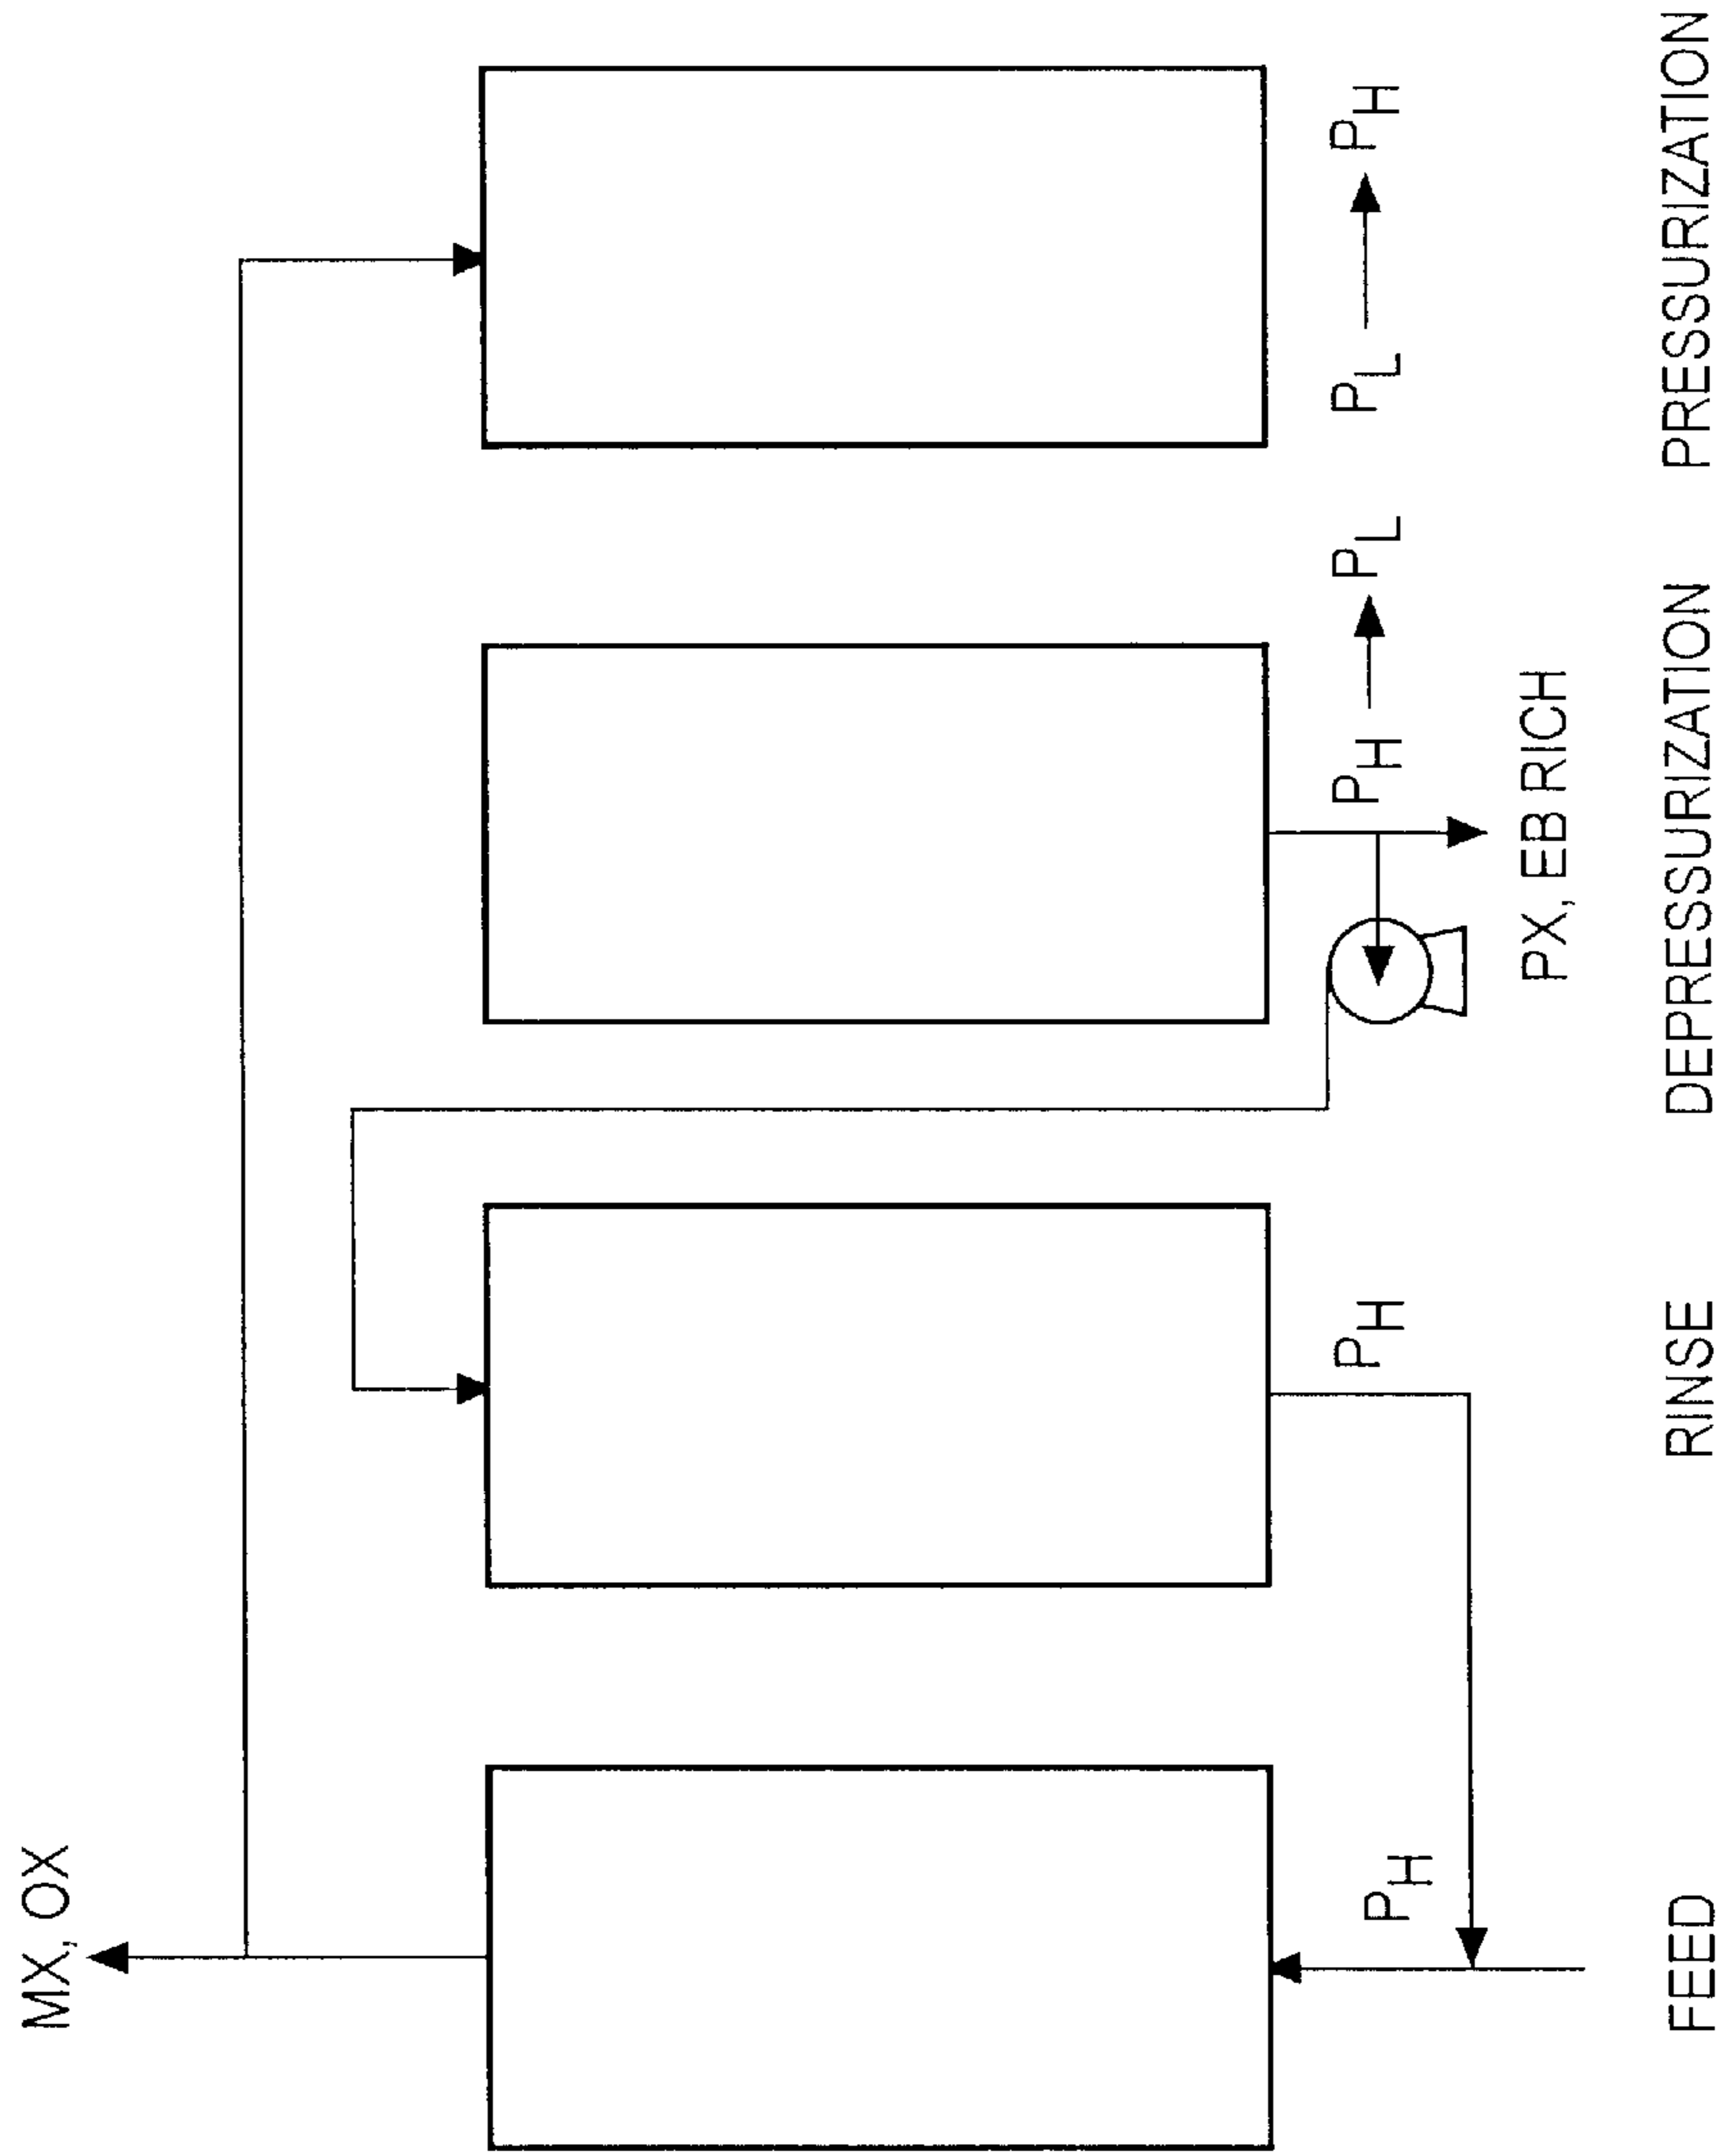 MX, OX
P_H
P_H
P_H → P_L
P_L → P_H
PX, EB RICH
FEED
RINSE
DEPRESSURIZATION
PRESSURIZATION